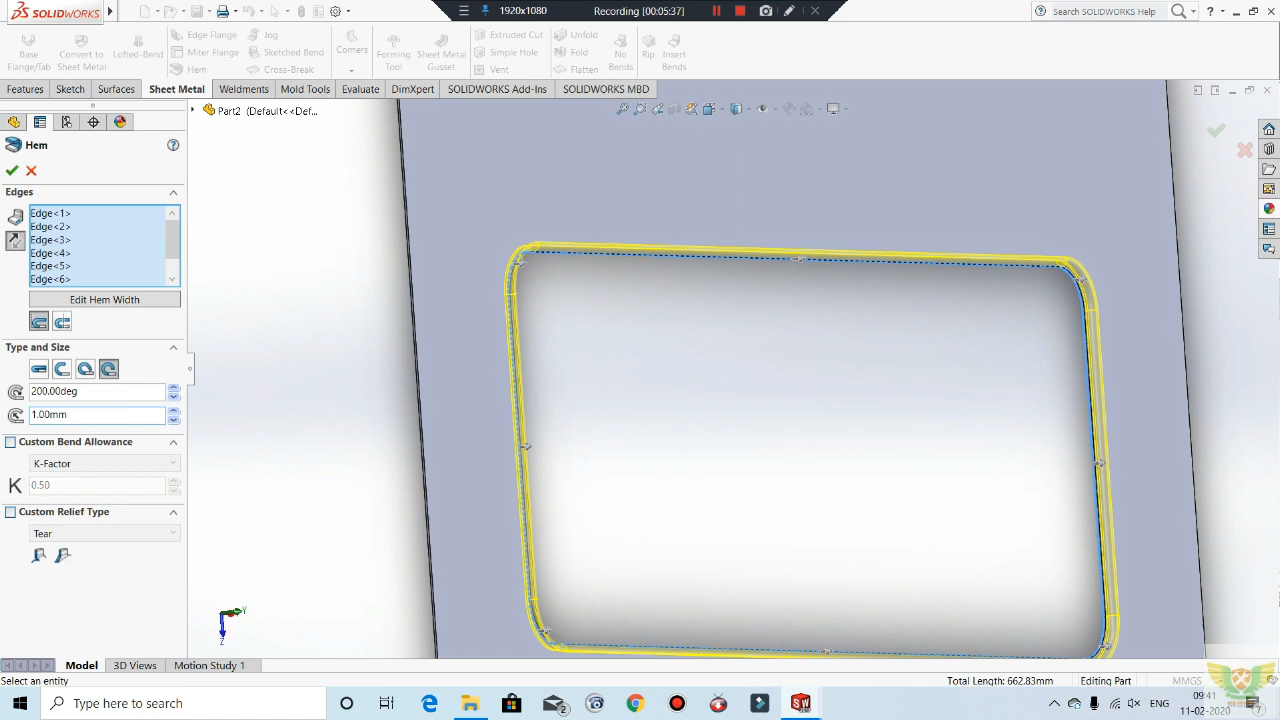 SOLIDWORKS
1920x1080
Recording [00:05:37]
Search SOLIDWORKS Help
?
Base
Flange/Tab
Convert to
Sheet Metal
Lofted-Bend
Edge Flange
Miter Flange
Hem
Jog
Sketched Bend
Cross-Break
Corners
Forming
Tool
Sheet Metal
Gusset
Extruded Cut
Simple Hole
Vent
Unfold
Fold
Flatten
No
Bends
Rip
Insert
Bends
Features
Sketch
Surfaces
Sheet Metal
Weldments
Mold Tools
Evaluate
DimXpert
SOLIDWORKS Add-Ins
SOLIDWORKS MBD
Part2 (Default<<Def...
Hem
?
Edges
Edge<1>
Edge<2>
Edge<3>
Edge<4>
Edge<5>
Edge<6>
Edit Hem Width
Type and Size
200.00deg
1.00mm
Custom Bend Allowance
K-Factor
K
0.50
Custom Relief Type
Tear
Y
Z
Model
3D Views
Motion Study 1
Select an entity
Total Length: 662.83mm
Editing Part
MMGS
Type here to search
2
SW
ENG
09:41
11-02-2020
7